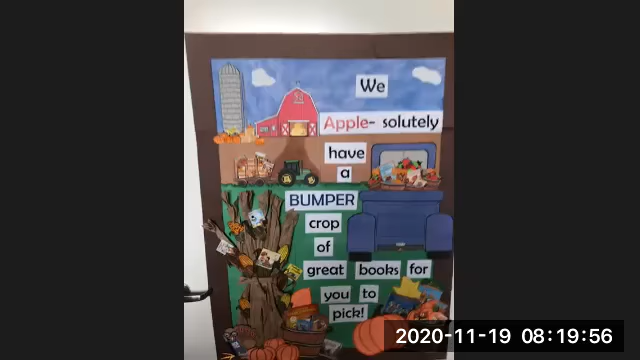 We
Apple- solutely
have
a
BUMPER
crop
of
great books for
you to
pick!
2020-11-19 08:19:56